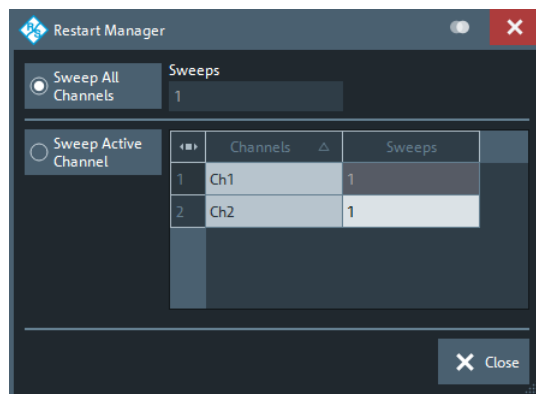 R&S Restart Manager
Sweep All
Channels
Sweeps
1
Sweep Active
Channel
Channels Sweeps
1 Ch1 1
2 Ch2 1
Close